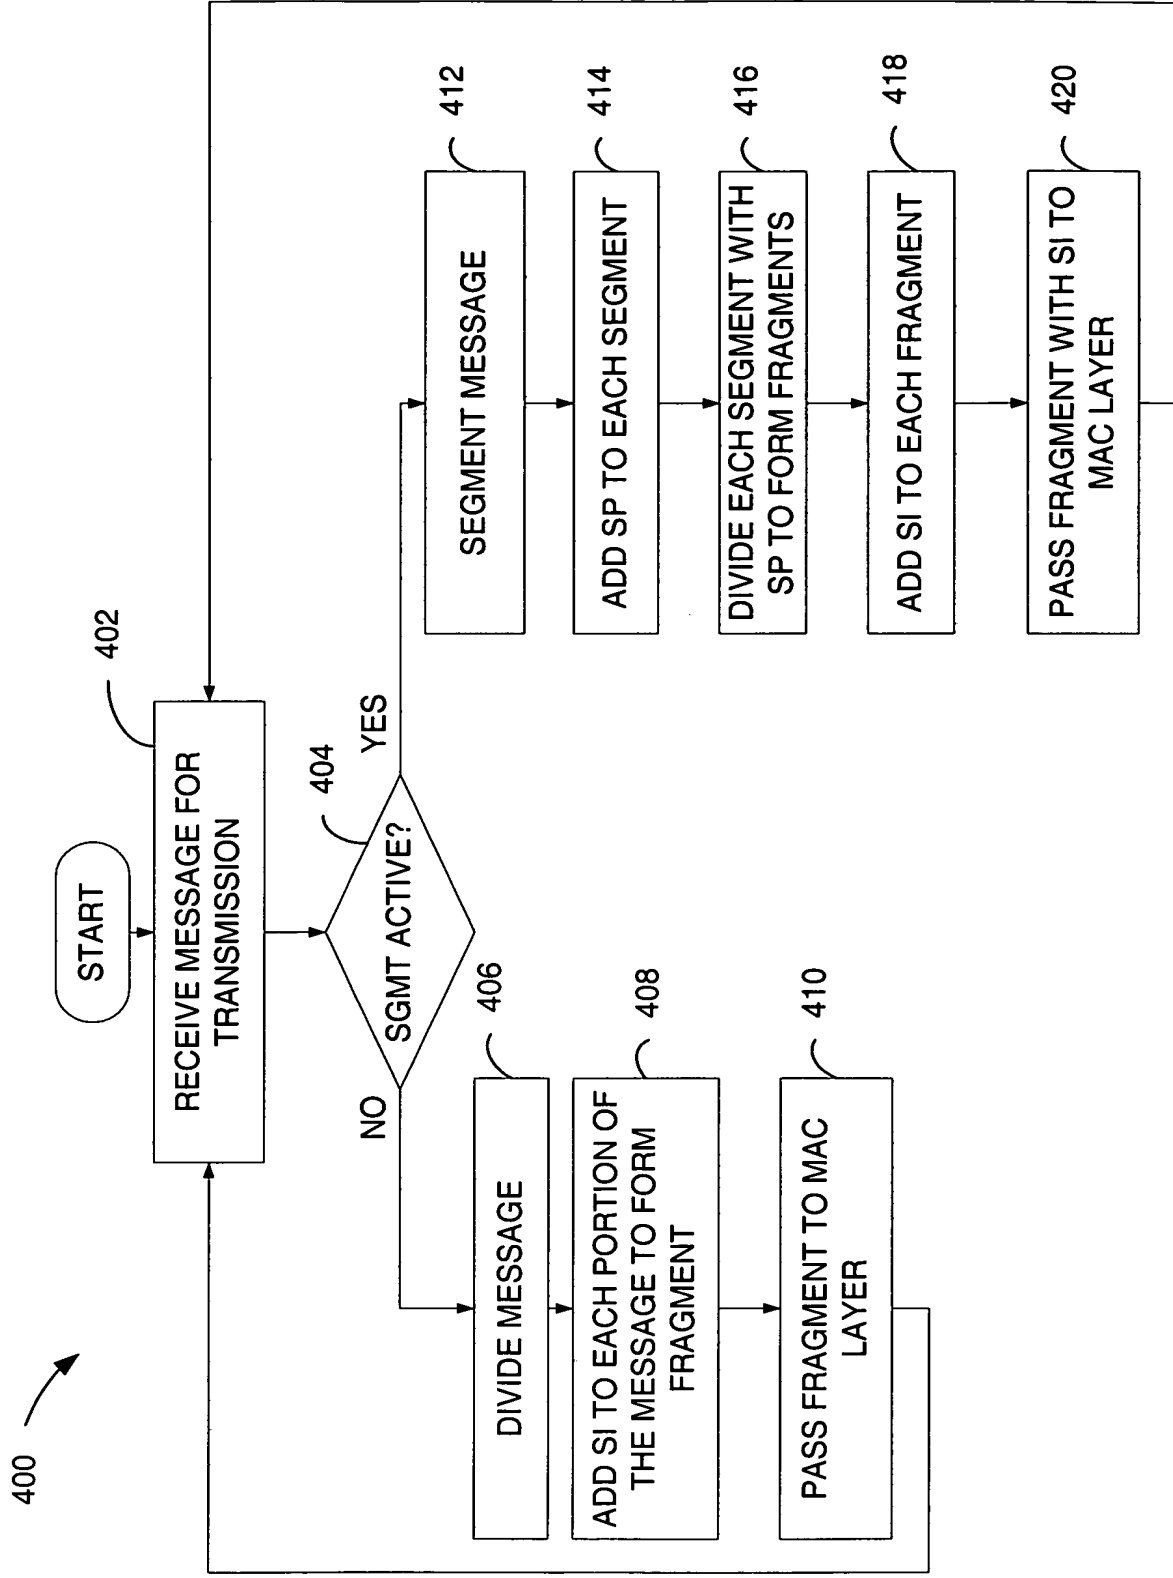 400
START
402
RECEIVE MESSAGE FOR
TRANSMISSION
404
SGMT ACTIVE?
NO
YES
406
DIVIDE MESSAGE
408
ADD SI TO EACH PORTION OF
THE MESSAGE TO FORM
FRAGMENT
410
PASS FRAGMENT TO MAC
LAYER
412
SEGMENT MESSAGE
414
ADD SP TO EACH SEGMENT
416
DIVIDE EACH SEGMENT WITH
SP TO FORM FRAGMENTS
418
ADD SI TO EACH FRAGMENT
420
PASS FRAGMENT WITH SI TO
MAC LAYER